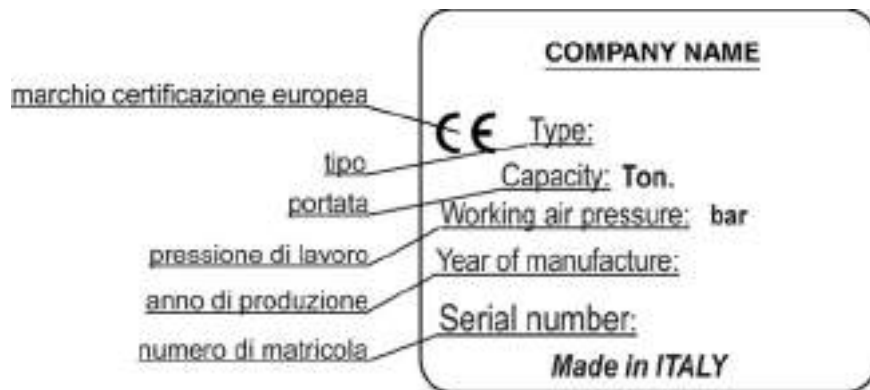 COMPANY NAME
marchio certificazione europea
CE Type:
tipo
Capacity: Ton.
portata
Working air pressure: bar
pressione di lavoro
Year of manufacture:
anno di produzione
Serial number:
numero di matricola
Made in ITALY